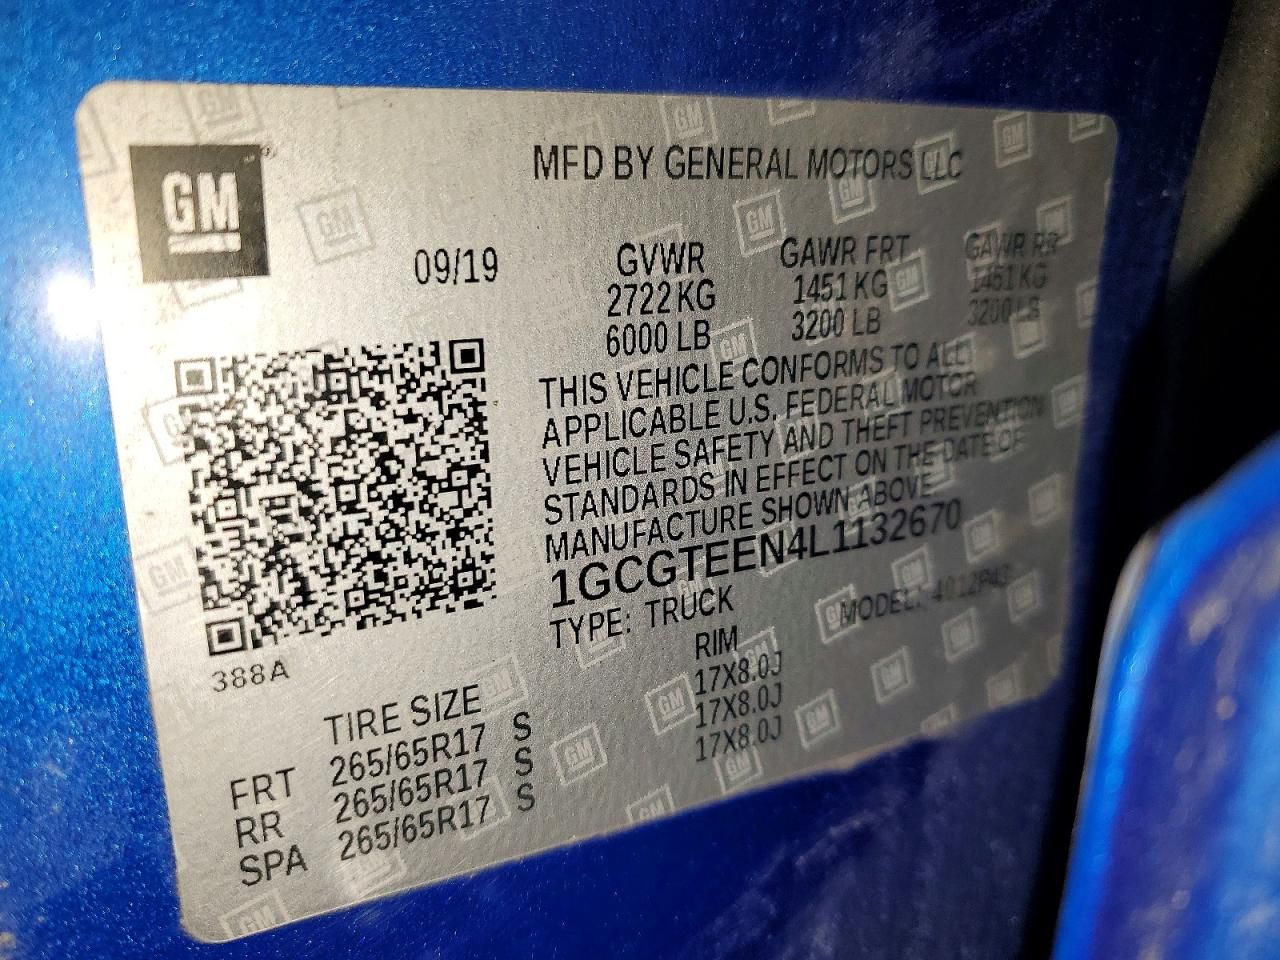 GM
MFD BY GENERAL MOTORS LLC
09/19
GVWR GAWR FRT GAWR RR
2722 KG 1451 KG 1451 KG
6000 LB 3200 LB 3200 LB
THIS VEHICLE CONFORMS TO ALL
APPLICABLE U.S. FEDERAL MOTOR
VEHICLE SAFETY AND THEFT PREVENTION
STANDARDS IN EFFECT ON THE DATE OF
MANUFACTURE SHOWN ABOVE
1GCGTEEN4L1132670
TYPE: TRUCK MODEL: 
388A
TIRE SIZE RIM
FRT 265/65R17 S 17X8.0J
RR 265/65R17 S 17X8.0J
SPA 265/65R17 S 17X8.0J